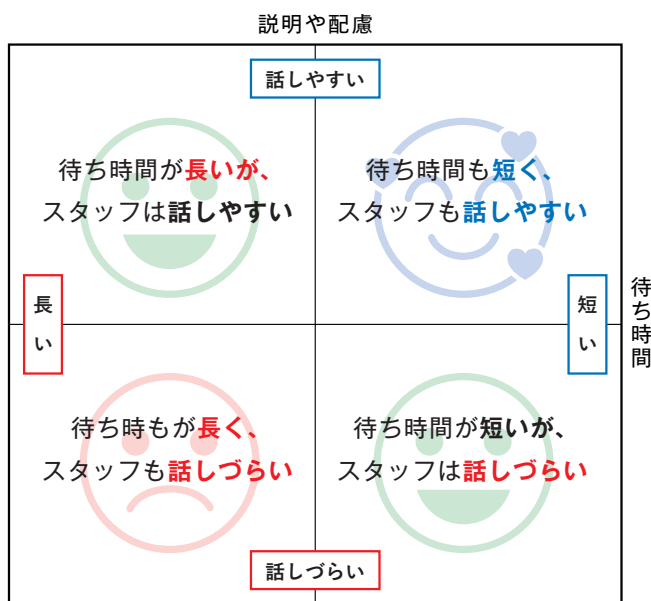 説明や配慮
話しやすい
待ち時間が長いが、
スタッフは話しやすい
待ち時間も短く、
スタッフも話しやすい
長い
短い
待ち時間
待ち時もが長く、
スタッフも話しづらい
待ち時間が短いが、
スタッフは話しづらい
話しづらい